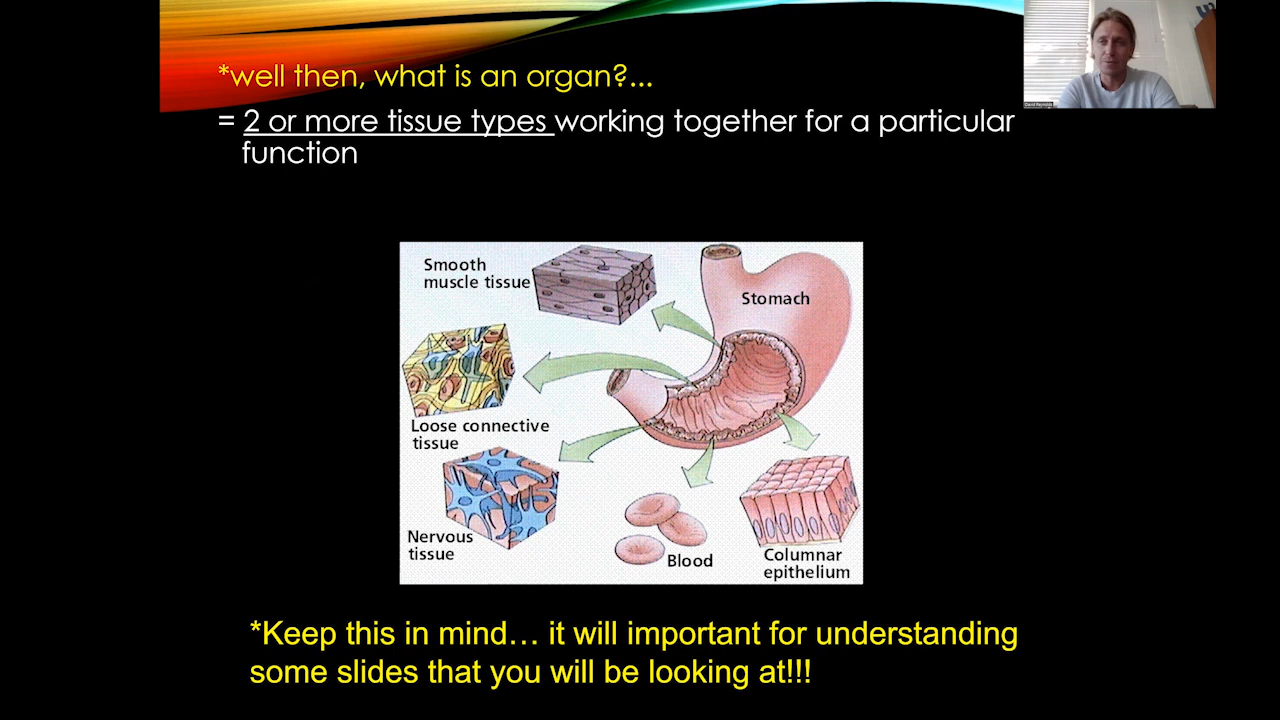 *well then, what is an organ?...
= 2 or more tissue types working together for a particular
function
David Reynolds
Smooth
muscle tissue
Stomach
Loose connective
tissue
Nervous
tissue
Blood
Columnar
epithelium
*Keep this in mind… it will important for understanding
some slides that you will be looking at!!!